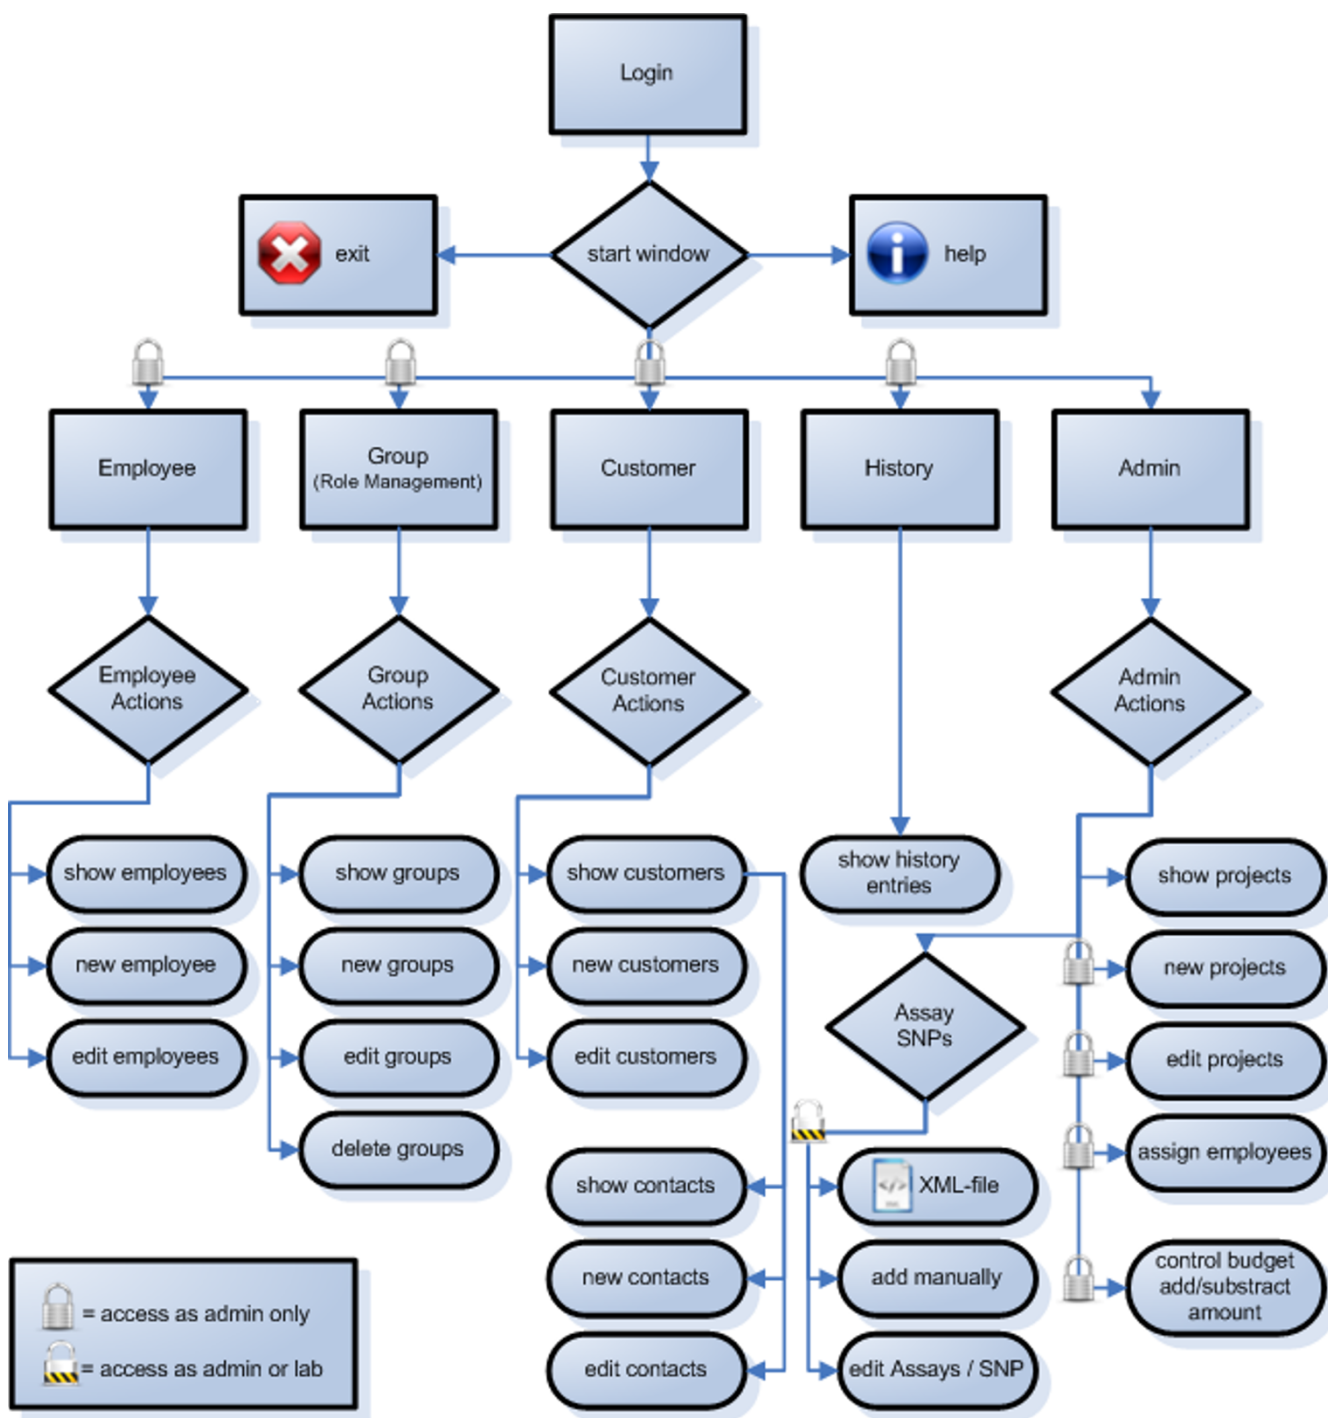 Login
exit
start window
help
Employee
Group
(Role Management)
Customer
History
Admin
Employee
Actions
Group
Actions
Customer
Actions
Admin
Actions
show employees
new employee
edit employees
show groups
new groups
edit groups
delete groups
show customers
new customers
edit customers
show history
entries
show projects
new projects
edit projects
assign employees
control budget
add/substract
amount
Assay
SNPs
show contacts
new contacts
edit contacts
XML-file
add manually
edit Assays / SNP
= access as admin only
= access as admin or lab